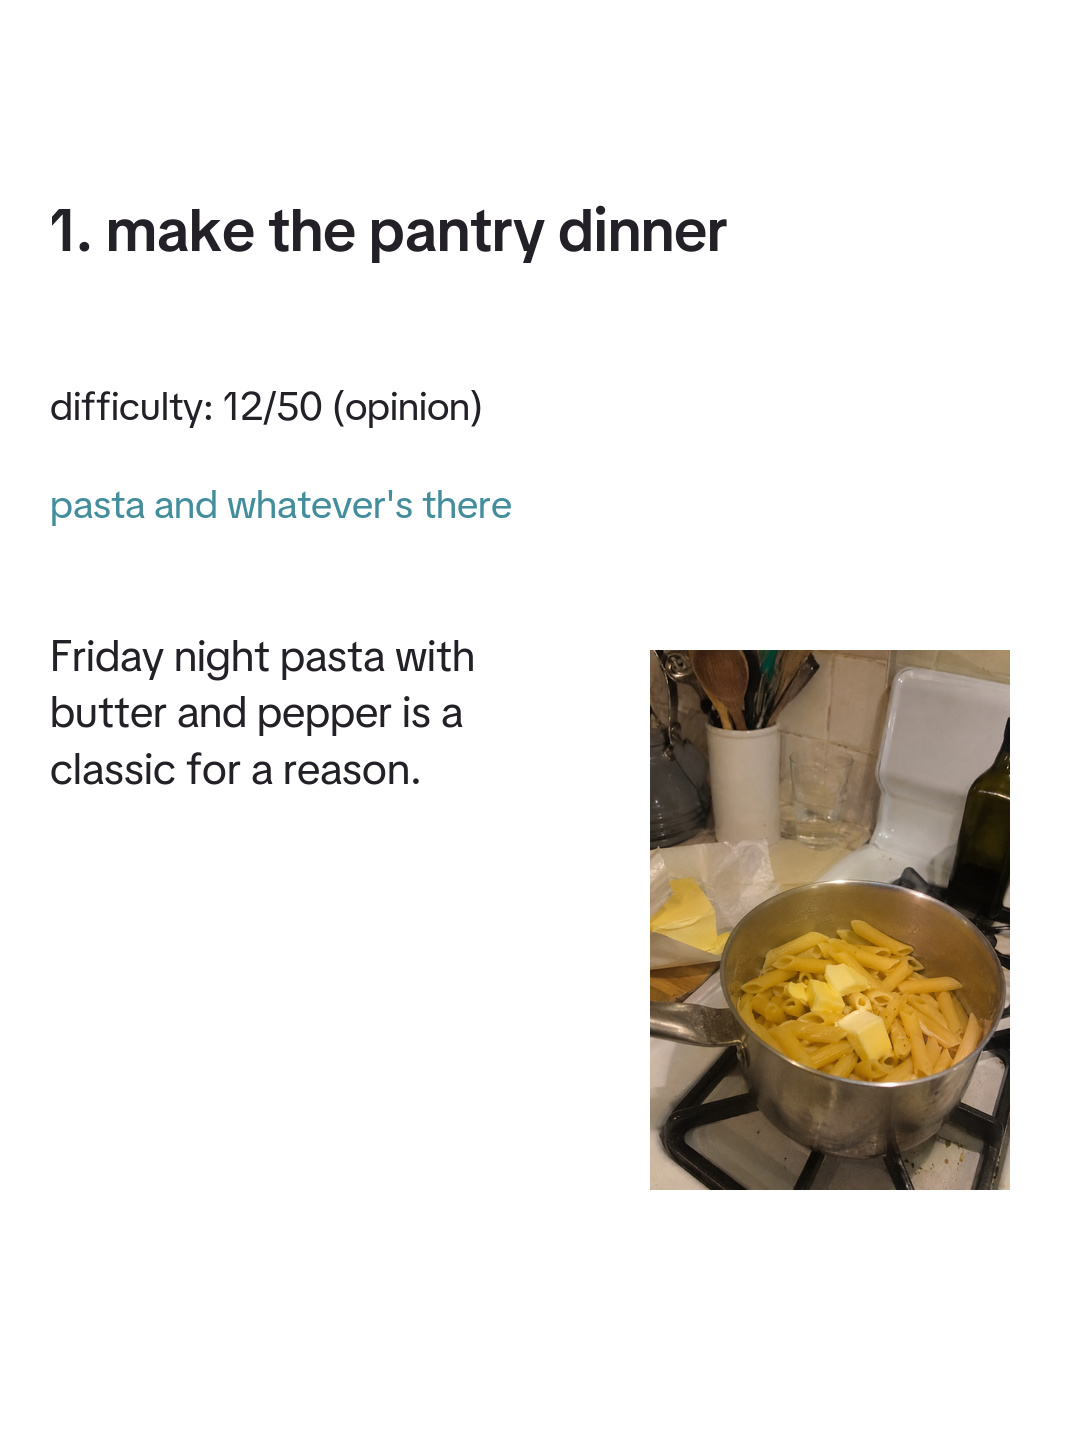 1. make the pantry dinner
difficulty: 12/50 (opinion)
pasta and whatever's there
Friday night pasta with
butter and pepper is a
classic for a reason.